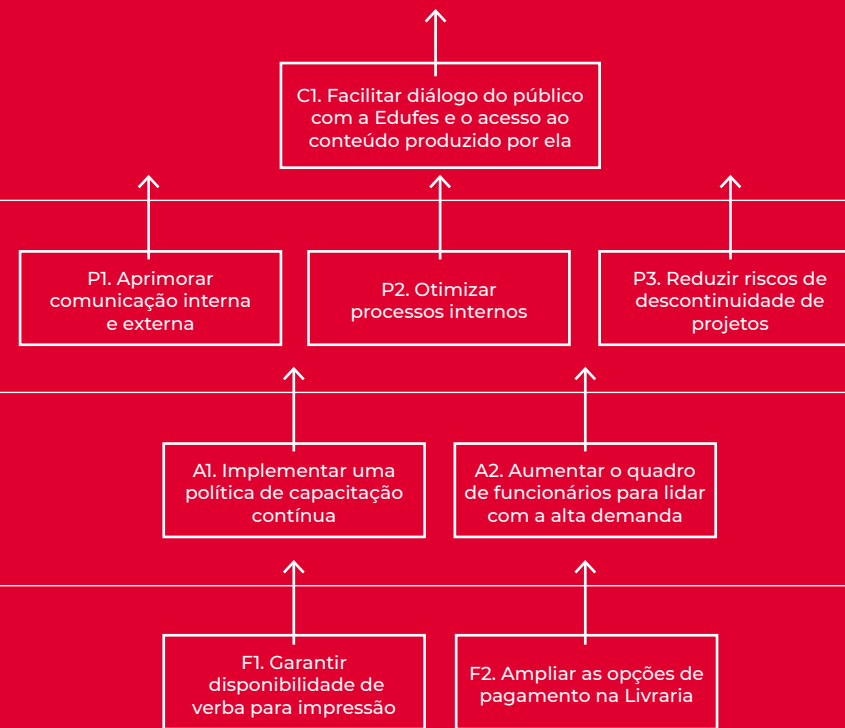 C1. Facilitar diálogo do público
com a Edufes e o acesso ao
conteúdo produzido por ela
P1. Aprimorar
comunicação interna
e externa
P2. Otimizar
processos internos
P3. Reduzir riscos de
descontinuidade de
projetos
A1. Implementar uma
política de capacitação
contínua
A2. Aumentar o quadro
de funcionários para lidar
com a alta demanda
F1. Garantir
disponibilidade de
verba para impressão
F2. Ampliar as opções de
pagamento na Livraria